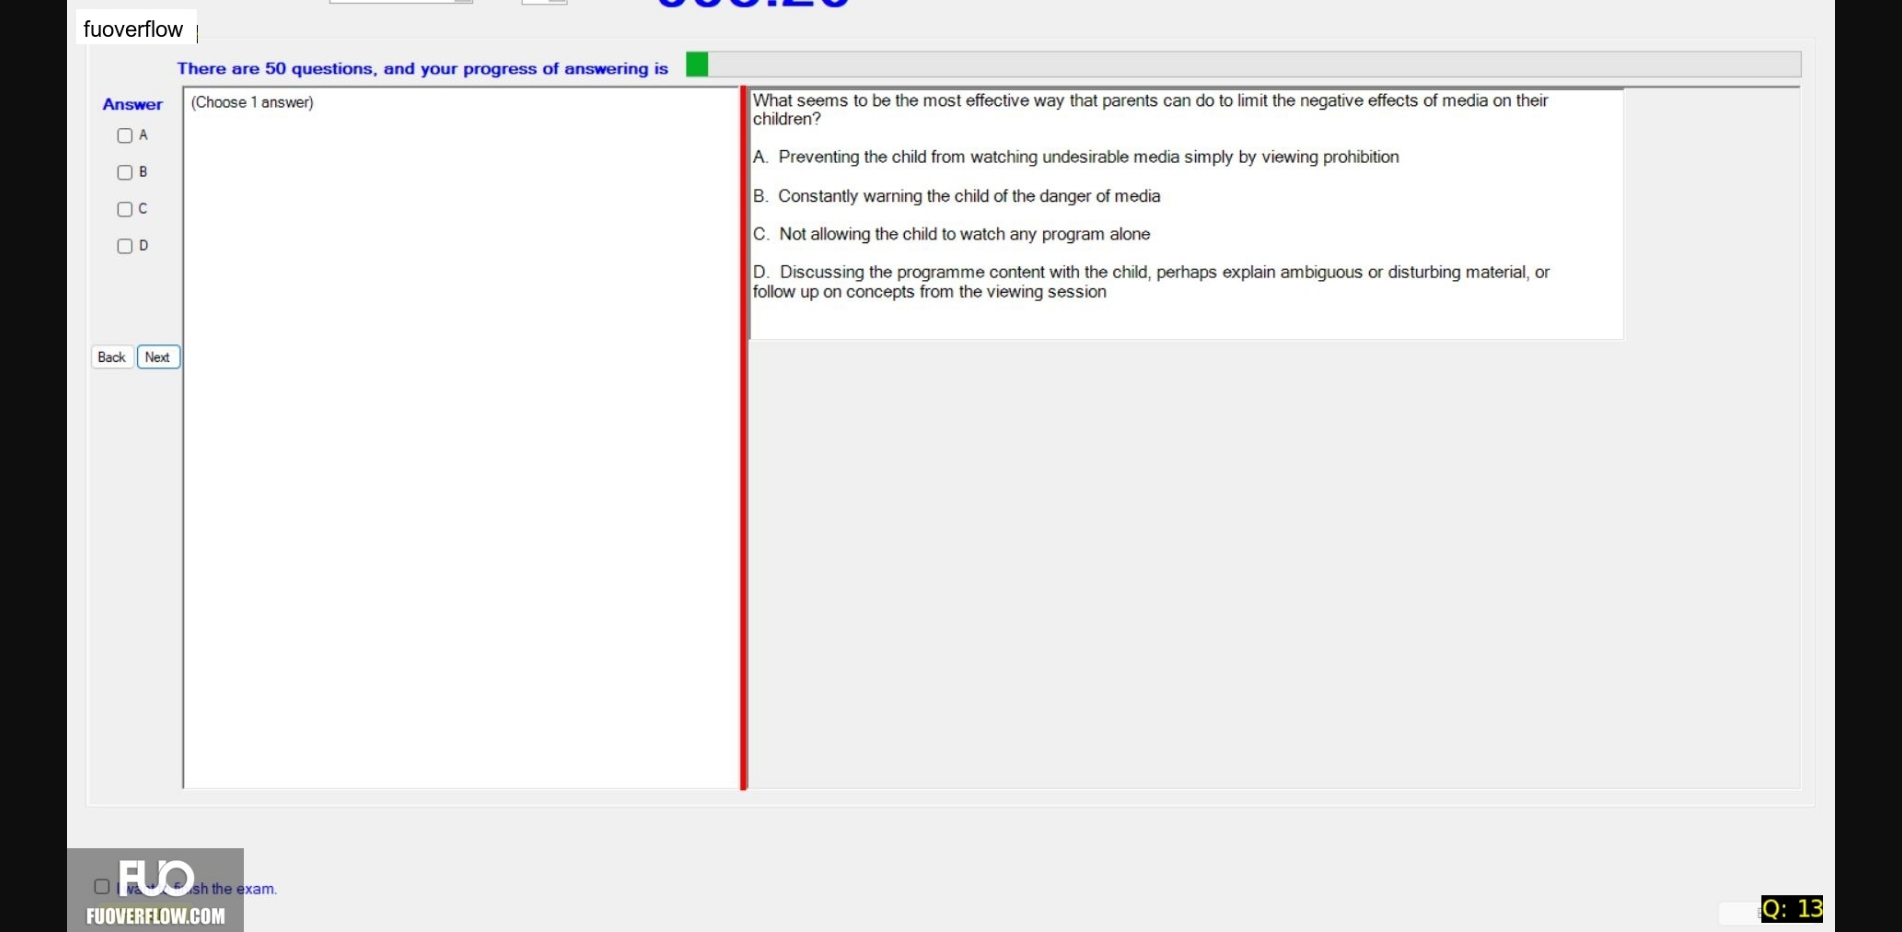 fuoverflow
There are 50 questions, and your progress of answering is
Answer
(Choose 1 answer)
A
B
C
D
Back Next
What seems to be the most effective way that parents can do to limit the negative effects of media on their
children?
A. Preventing the child from watching undesirable media simply by viewing prohibition
B. Constantly warning the child of the danger of media
C. Not allowing the child to watch any program alone
D. Discussing the programme content with the child, perhaps explain ambiguous or disturbing material, or
follow up on concepts from the viewing session
FUO
the exam.
FUOVERFLOW.COM
Q: 13